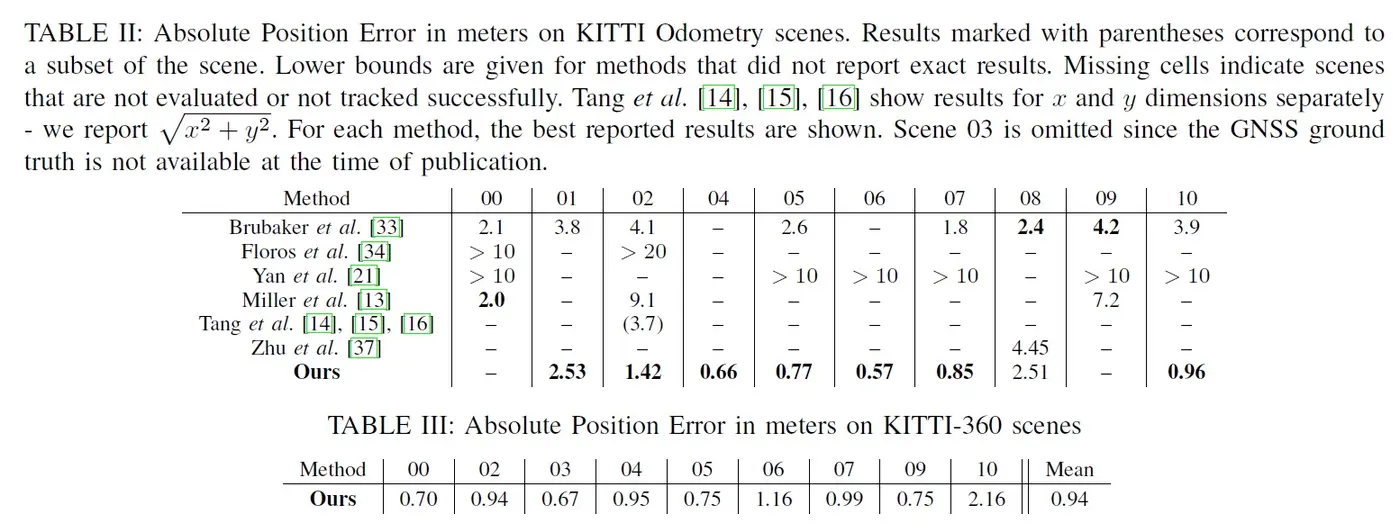 TABLE II: Absolute Position Error in meters on KITTI Odometry scenes. Results marked with parentheses correspond to
a subset of the scene. Lower bounds are given for methods that did not report exact results. Missing cells indicate scenes
that are not evaluated or not tracked successfully. Tang et al. [14], [15], [16] show results for x and y dimensions separately
- we report √x² + y². For each method, the best reported results are shown. Scene 03 is omitted since the GNSS ground
truth is not available at the time of publication.
Method 00 01 02 04 05 06 07 08 09 10
Brubaker et al. [33] 2.1 3.8 4.1 – 2.6 – 1.8 2.4 4.2 3.9
Floros et al. [34] > 10 – > 20 – – – – – – –
Yan et al. [21] > 10 – – – > 10 > 10 > 10 – > 10 > 10
Miller et al. [13] 2.0 – 9.1 – – – – – 7.2 –
Tang et al. [14], [15], [16] – – (3.7) – – – – – – –
Zhu et al. [37] – – – – – – – 4.45 – –
Ours – 2.53 1.42 0.66 0.77 0.57 0.85 2.51 – 0.96
TABLE III: Absolute Position Error in meters on KITTI-360 scenes
Method 00 02 03 04 05 06 07 09 10 Mean
Ours 0.70 0.94 0.67 0.95 0.75 1.16 0.99 0.75 2.16 0.94